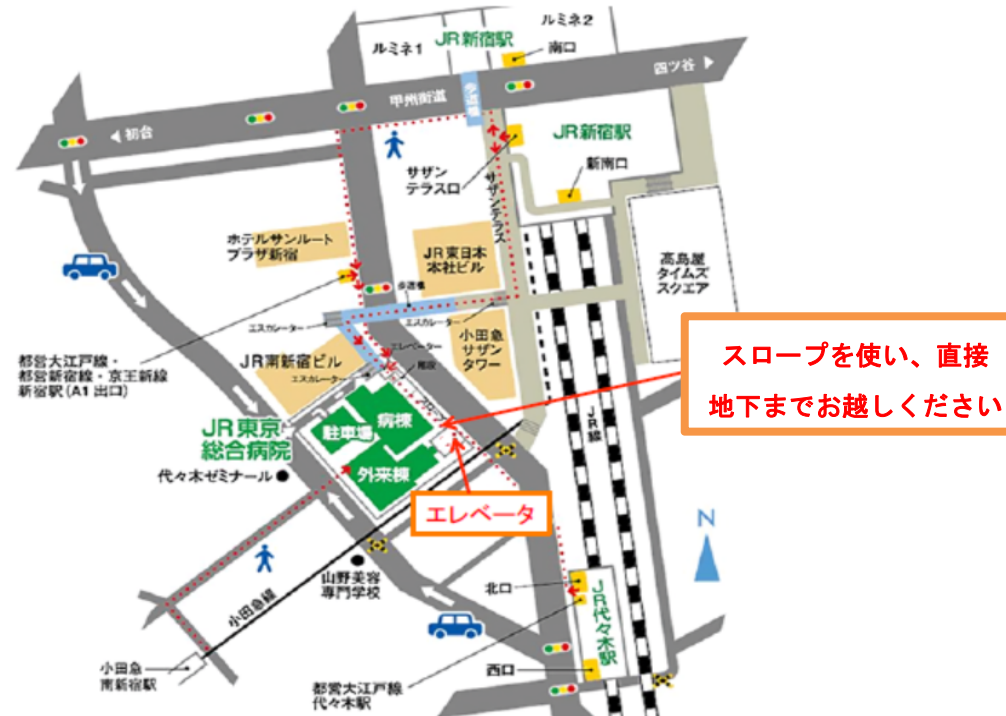 ルミネ1
JR新宿駅
ルミネ2
南口
四ツ谷
甲州街道
歩道橋
初台
JR新宿駅
サザン
テラス口
新南口
サザンテラス
ホテルサンルート
プラザ新宿
JR東日本
本社ビル
高島屋
タイムズ
スクエア
歩道橋
エスカレーター
エスカレーター
小田急
サザン
タワー
エレベーター
階段
都営大江戸線・
都営新宿線・京王新線
新宿駅(A1出口)
JR南新宿ビル
エスカレーター
スロープを使い、直接
地下までお越しください
JR線
JR東京
総合病院
病棟
駐車場
外来棟
代々木ゼミナール
エレベータ
N
山野美容
専門学校
小田急線
北口
JR代々木駅
西口
小田急
南新宿駅
都営大江戸線
代々木駅